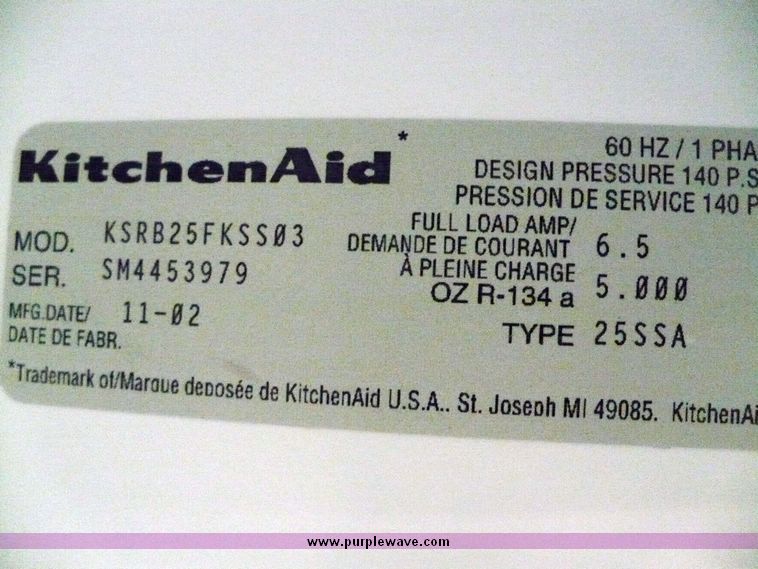 KitchenAid*
60 HZ / 1 PHA
DESIGN PRESSURE 140 P.S
PRESSION DE SERVICE 140 P
MOD. KSRB25FKSS03
SER. SM4453979
MFG.DATE/ 11-02
DATE DE FABR.
FULL LOAD AMP/
DEMANDE DE COURANT 6.5
À PLEINE CHARGE
OZ R-134 a 5.000
TYPE 25SSA
*Trademark of/Marque deposée de KitchenAid U.S.A.. St. Joseph MI 49085. KitchenAi
www.purplewave.com